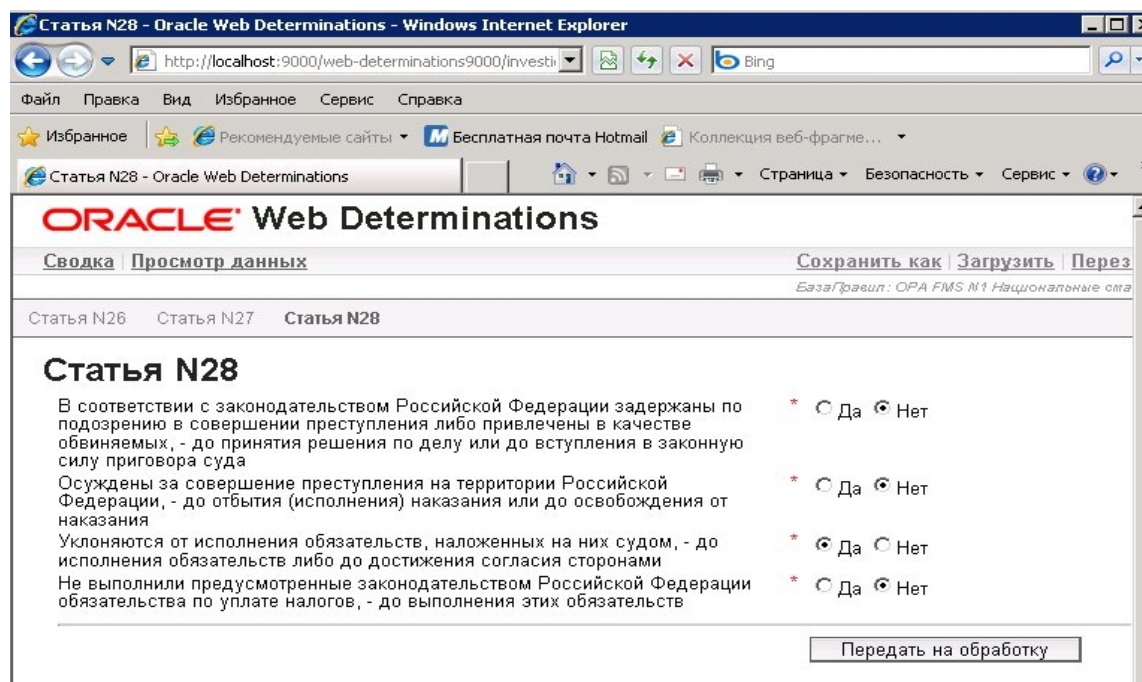 Статья N28 - Oracle Web Determinations - Windows Internet Explorer
http://localhost:9000/web-determinations9000/investi
Bing
Файл Правка Вид Избранное Сервис Справка
Избранное Рекомендуемые сайты Бесплатная почта Hotmail Коллекция веб-фрагме...
Статья N28 - Oracle Web Determinations Страница Безопасность Сервис
ORACLE Web Determinations
Сводка | Просмотр данных Сохранить как | Загрузить | Перез
БазаПравил: OPA FMS N1 Национальные ста
Статья N26 Статья N27 Статья N28
Статья N28
В соответствии с законодательством Российской Федерации задержаны по * Да Нет
подозрению в совершении преступления либо привлечены в качестве
обвиняемых, - до принятия решения по делу или до вступления в законную
силу приговора суда
Осуждены за совершение преступления на территории Российской * Да Нет
Федерации, - до отбытия (исполнения) наказания или до освобождения от
наказания
Уклоняются от исполнения обязательств, наложенных на них судом, - до * Да Нет
исполнения обязательств либо до достижения согласия сторонами
Не выполнили предусмотренные законодательством Российской Федерации * Да Нет
обязательства по уплате налогов, - до выполнения этих обязательств
Передать на обработку